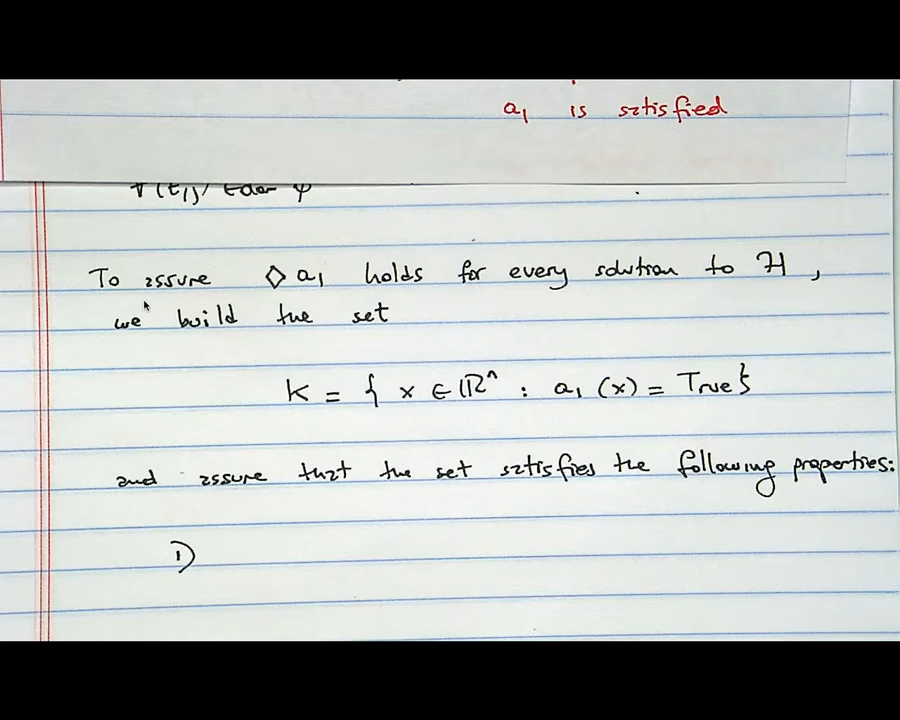 a₁ is satisfied
To assure ◇ a₁ holds for every solution to H,
we build the set
K = { x ∈ ℝⁿ : a₁(x) = True}
and assure that the set satisfies the following properties:
1)